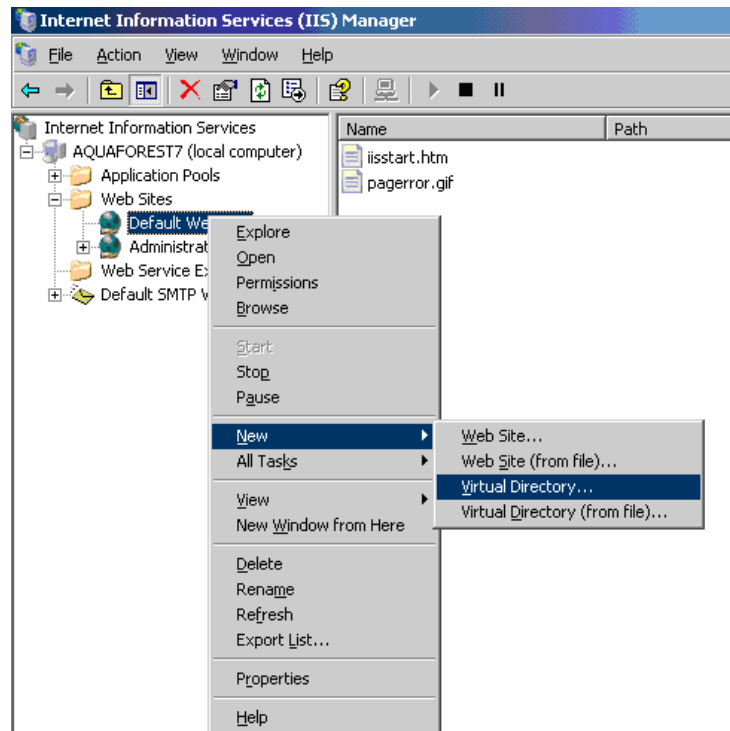 Internet Information Services (IIS) Manager
File Action View Window Help
Internet Information Services
AQUAFOREST7 (local computer)
Application Pools
Web Sites
Default We
Administrat
Web Service E
Default SMTP
Name Path
iisstart.htm
pagerror.gif
Explore
Open
Permissions
Browse
Start
Stop
Pause
New
All Tasks
View
New Window from Here
Delete
Rename
Refresh
Export List...
Properties
Help
Web Site...
Web Site (from file)...
Virtual Directory...
Virtual Directory (from file)...